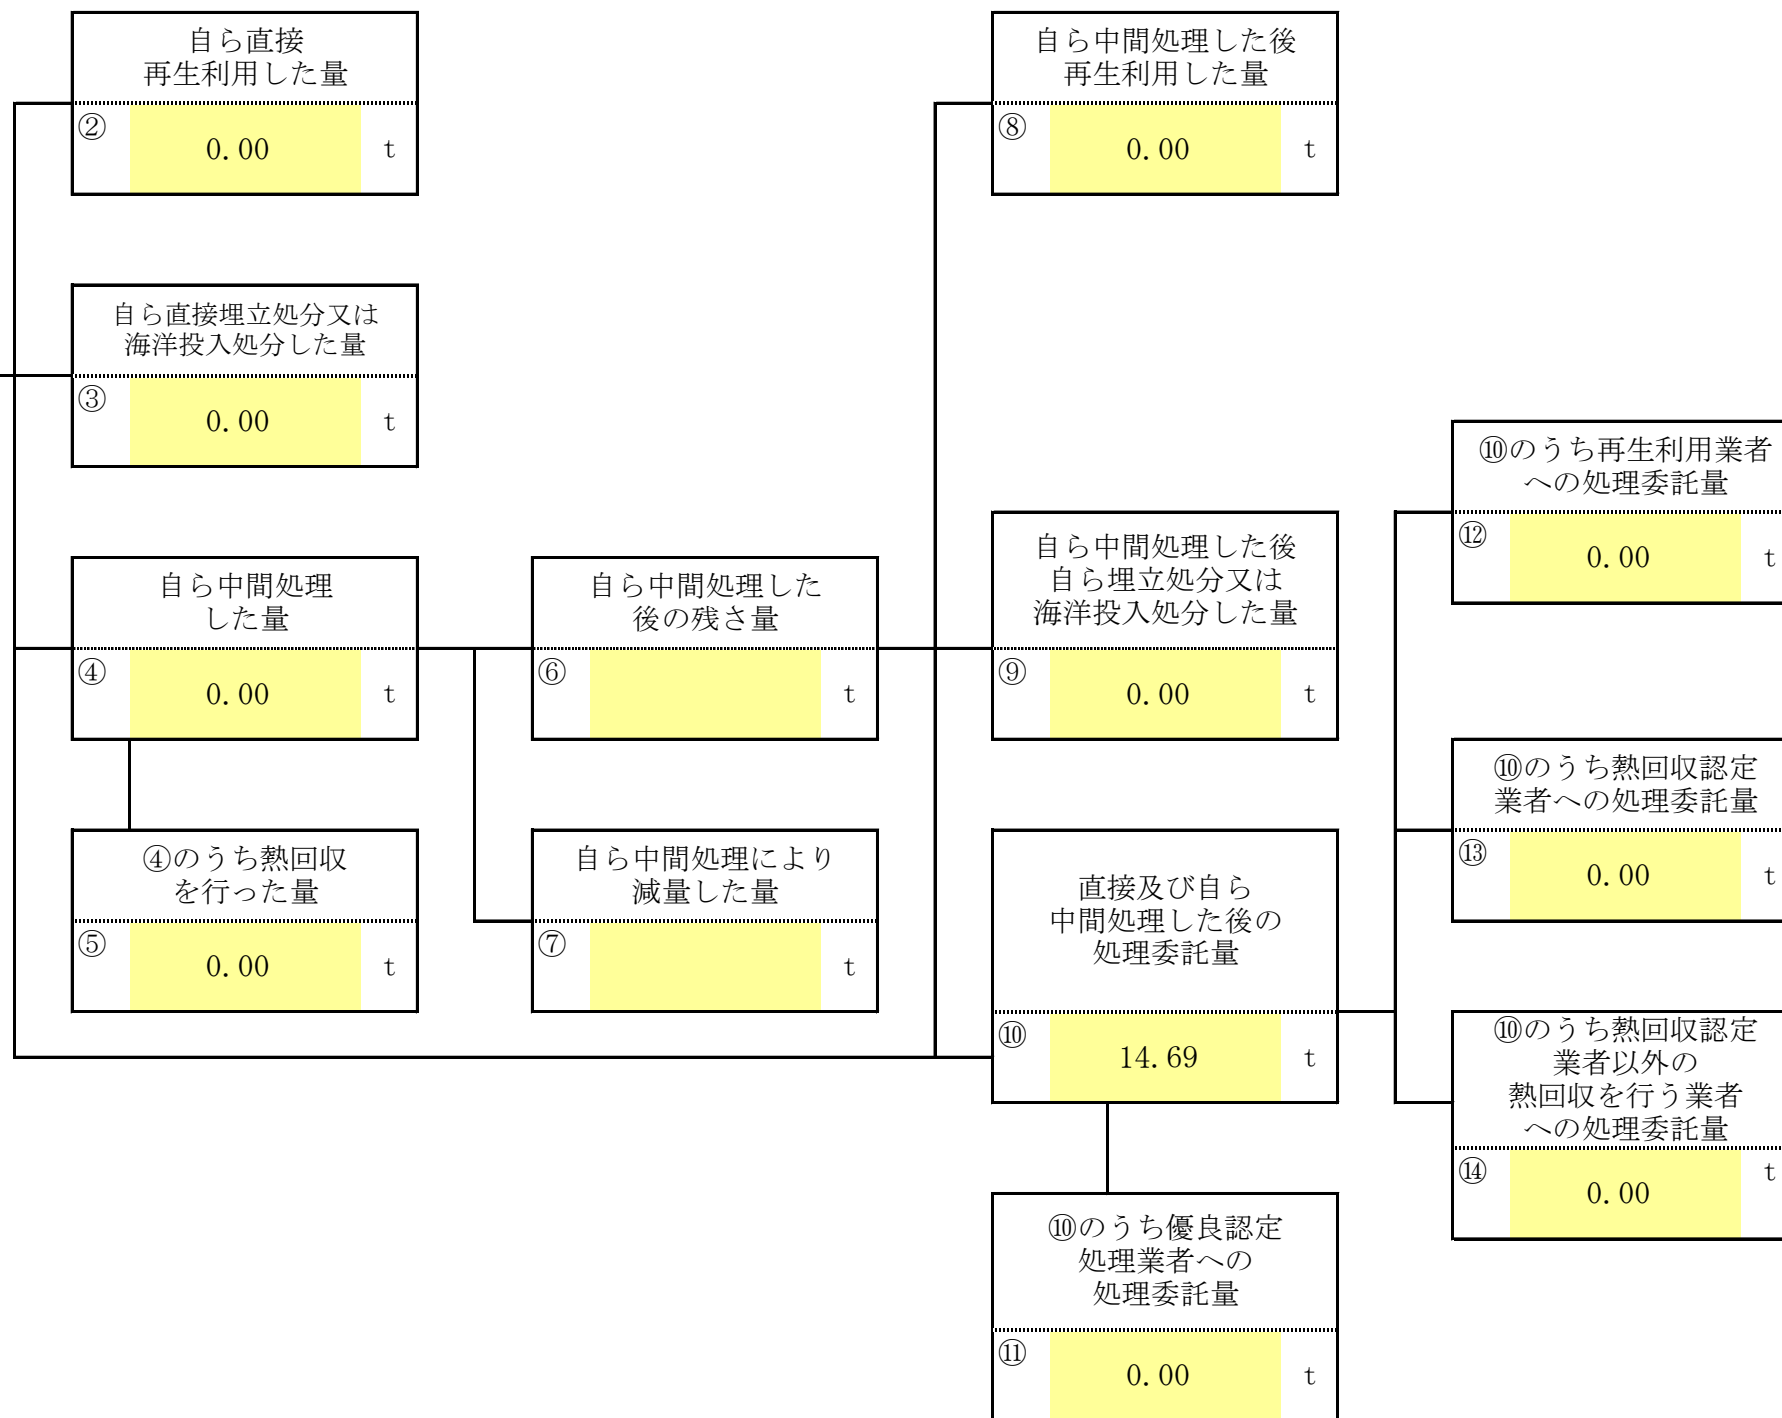 自ら直接
再生利用した量
②
0.00
t
自ら中間処理した後
再生利用した量
⑧
0.00
t
自ら直接埋立処分又は
海洋投入処分した量
③
0.00
t
⑩のうち再生利用業者
への処理委託量
⑫
0.00
t
自ら中間処理
した量
④
0.00
t
自ら中間処理した
後の残さ量
⑥
t
自ら中間処理した後
自ら埋立処分又は
海洋投入処分した量
⑨
0.00
t
⑩のうち熱回収認定
業者への処理委託量
⑬
0.00
t
④のうち熱回収
を行った量
⑤
0.00
t
自ら中間処理により
減量した量
⑦
t
直接及び自ら
中間処理した後の
処理委託量
⑩
14.69
t
⑩のうち熱回収認定
業者以外の
熱回収を行う業者
への処理委託量
⑭
0.00
t
⑩のうち優良認定
処理業者への
処理委託量
⑪
0.00
t